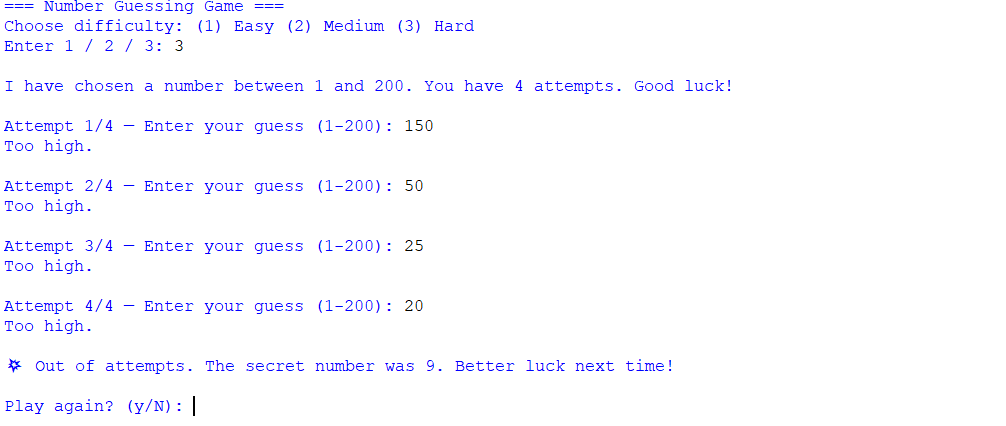 === Number Guessing Game ===
Choose difficulty: (1) Easy (2) Medium (3) Hard
Enter 1 / 2 / 3: 3
I have chosen a number between 1 and 200. You have 4 attempts. Good luck!
Attempt 1/4 — Enter your guess (1-200): 150
Too high.
Attempt 2/4 — Enter your guess (1-200): 50
Too high.
Attempt 3/4 — Enter your guess (1-200): 25
Too high.
Attempt 4/4 — Enter your guess (1-200): 20
Too high.
💥 Out of attempts. The secret number was 9. Better luck next time!
Play again? (y/N):